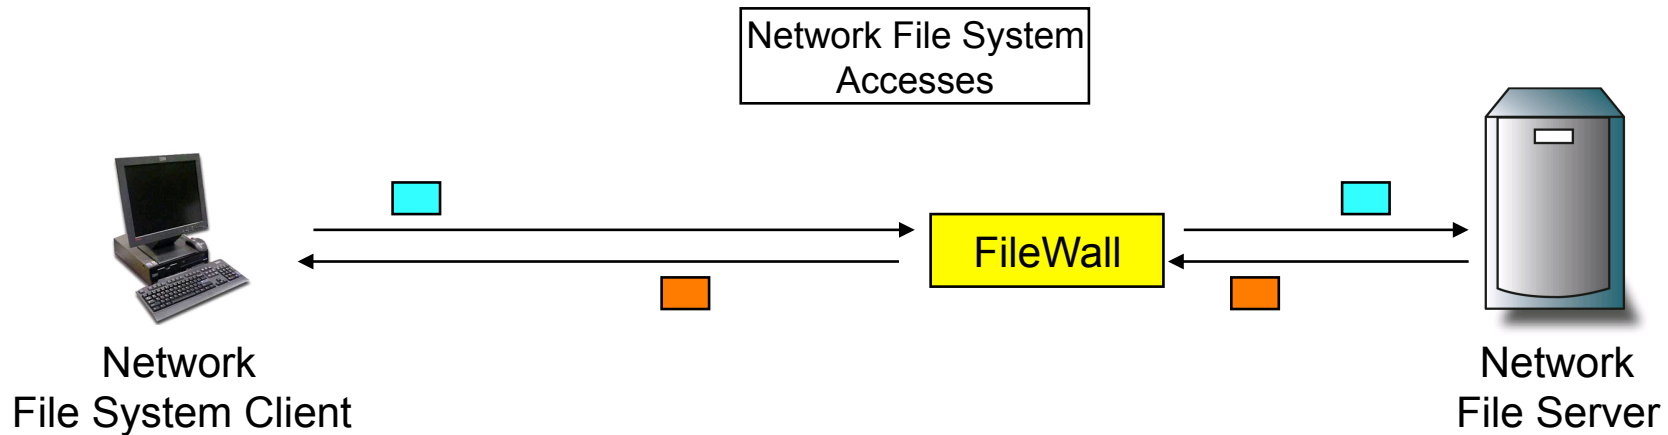 Network File System
Accesses
FileWall
Network
File System Client
Network
File Server